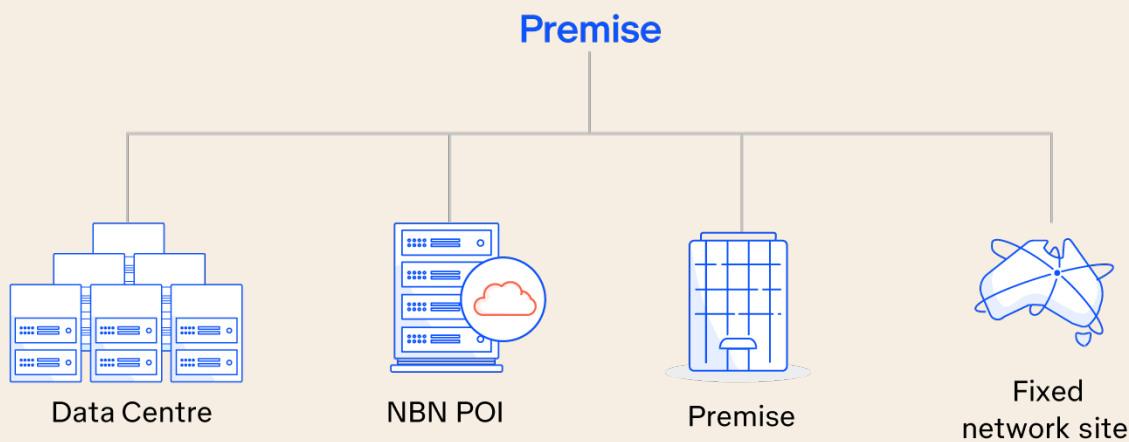 Premise
Data Centre
NBN POI
Premise
Fixed
network site